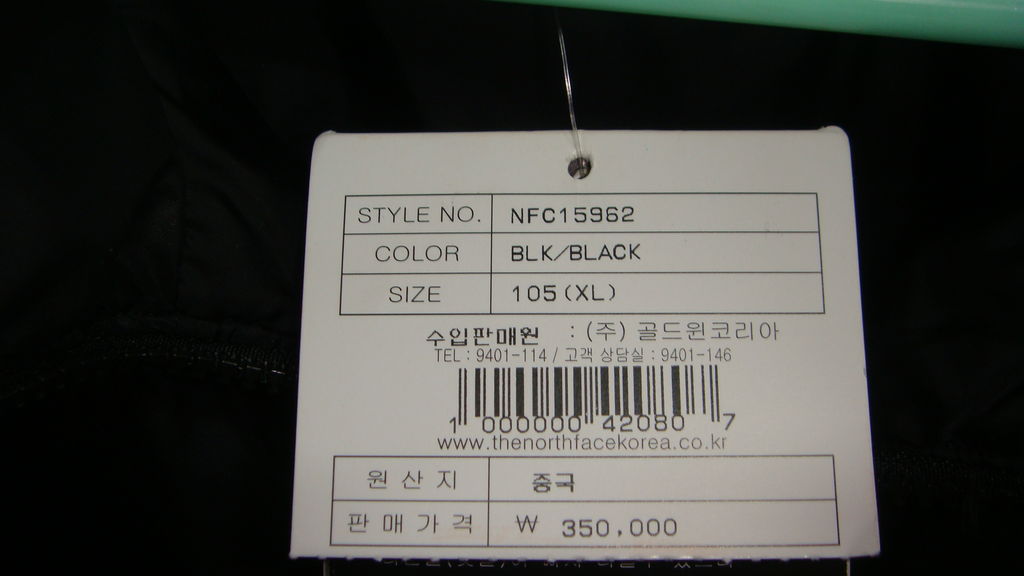 STYLE NO. NFC15962
COLOR BLK/BLACK
SIZE 105(XL)
수입판매원 : (주) 골드윈코리아
TEL : 9401-114 / 고객 상담실 : 9401-146
1 000000 42080 7
www.thenorthfacekorea.co.kr
원 산 지 중국
판 매 가 격 ₩ 350,000